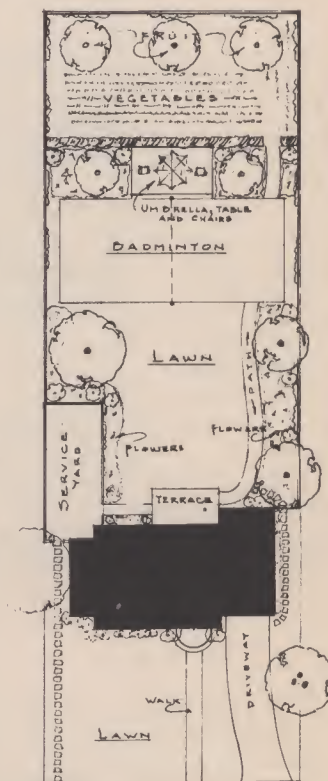 FRUIT
VEGETABLES
UMBRELLA, TABLE
AND CHAIRS
BADMINTON
LAWN
PATH
FLOWERS
FLOWERS
SERVICE
YARD
TERRACE
DRIVEWAY
WALK
LAWN